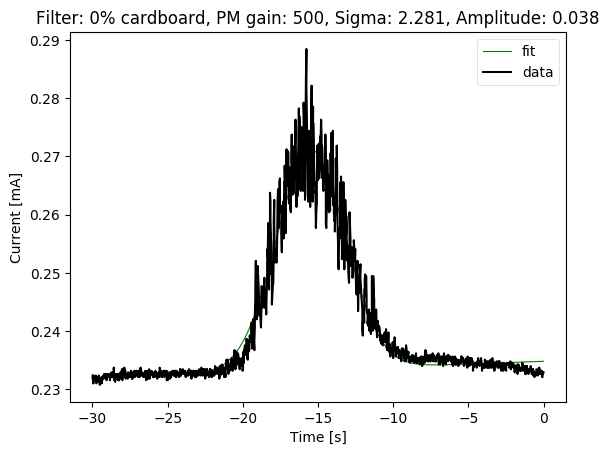 Filter: 0% cardboard, PM gain: 500, Sigma: 2.281, Amplitude: 0.038
0.29
fit
data
0.28
0.27
0.26
0.25
0.24
0.23
Current [mA]
−30
−25
−20
−15
−10
−5
0
Time [s]